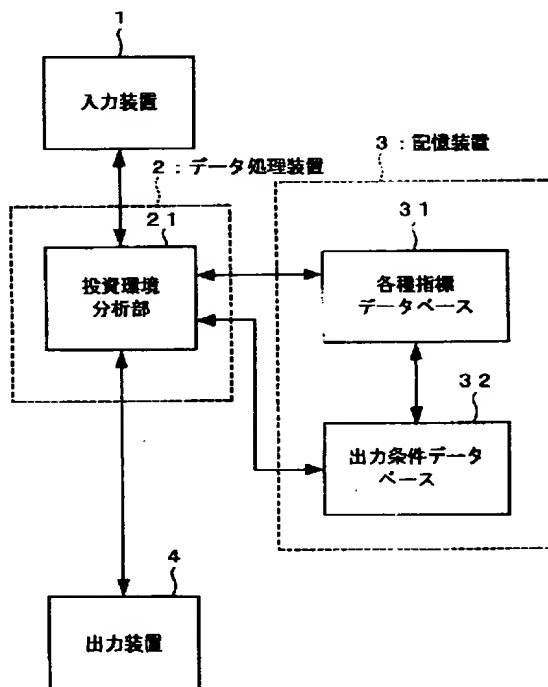 1
入力装置
2：データ処理装置
21
投資環境
分析部
3：記憶装置
31
各種指標
データベース
32
出力条件データ
ベース
4
出力装置